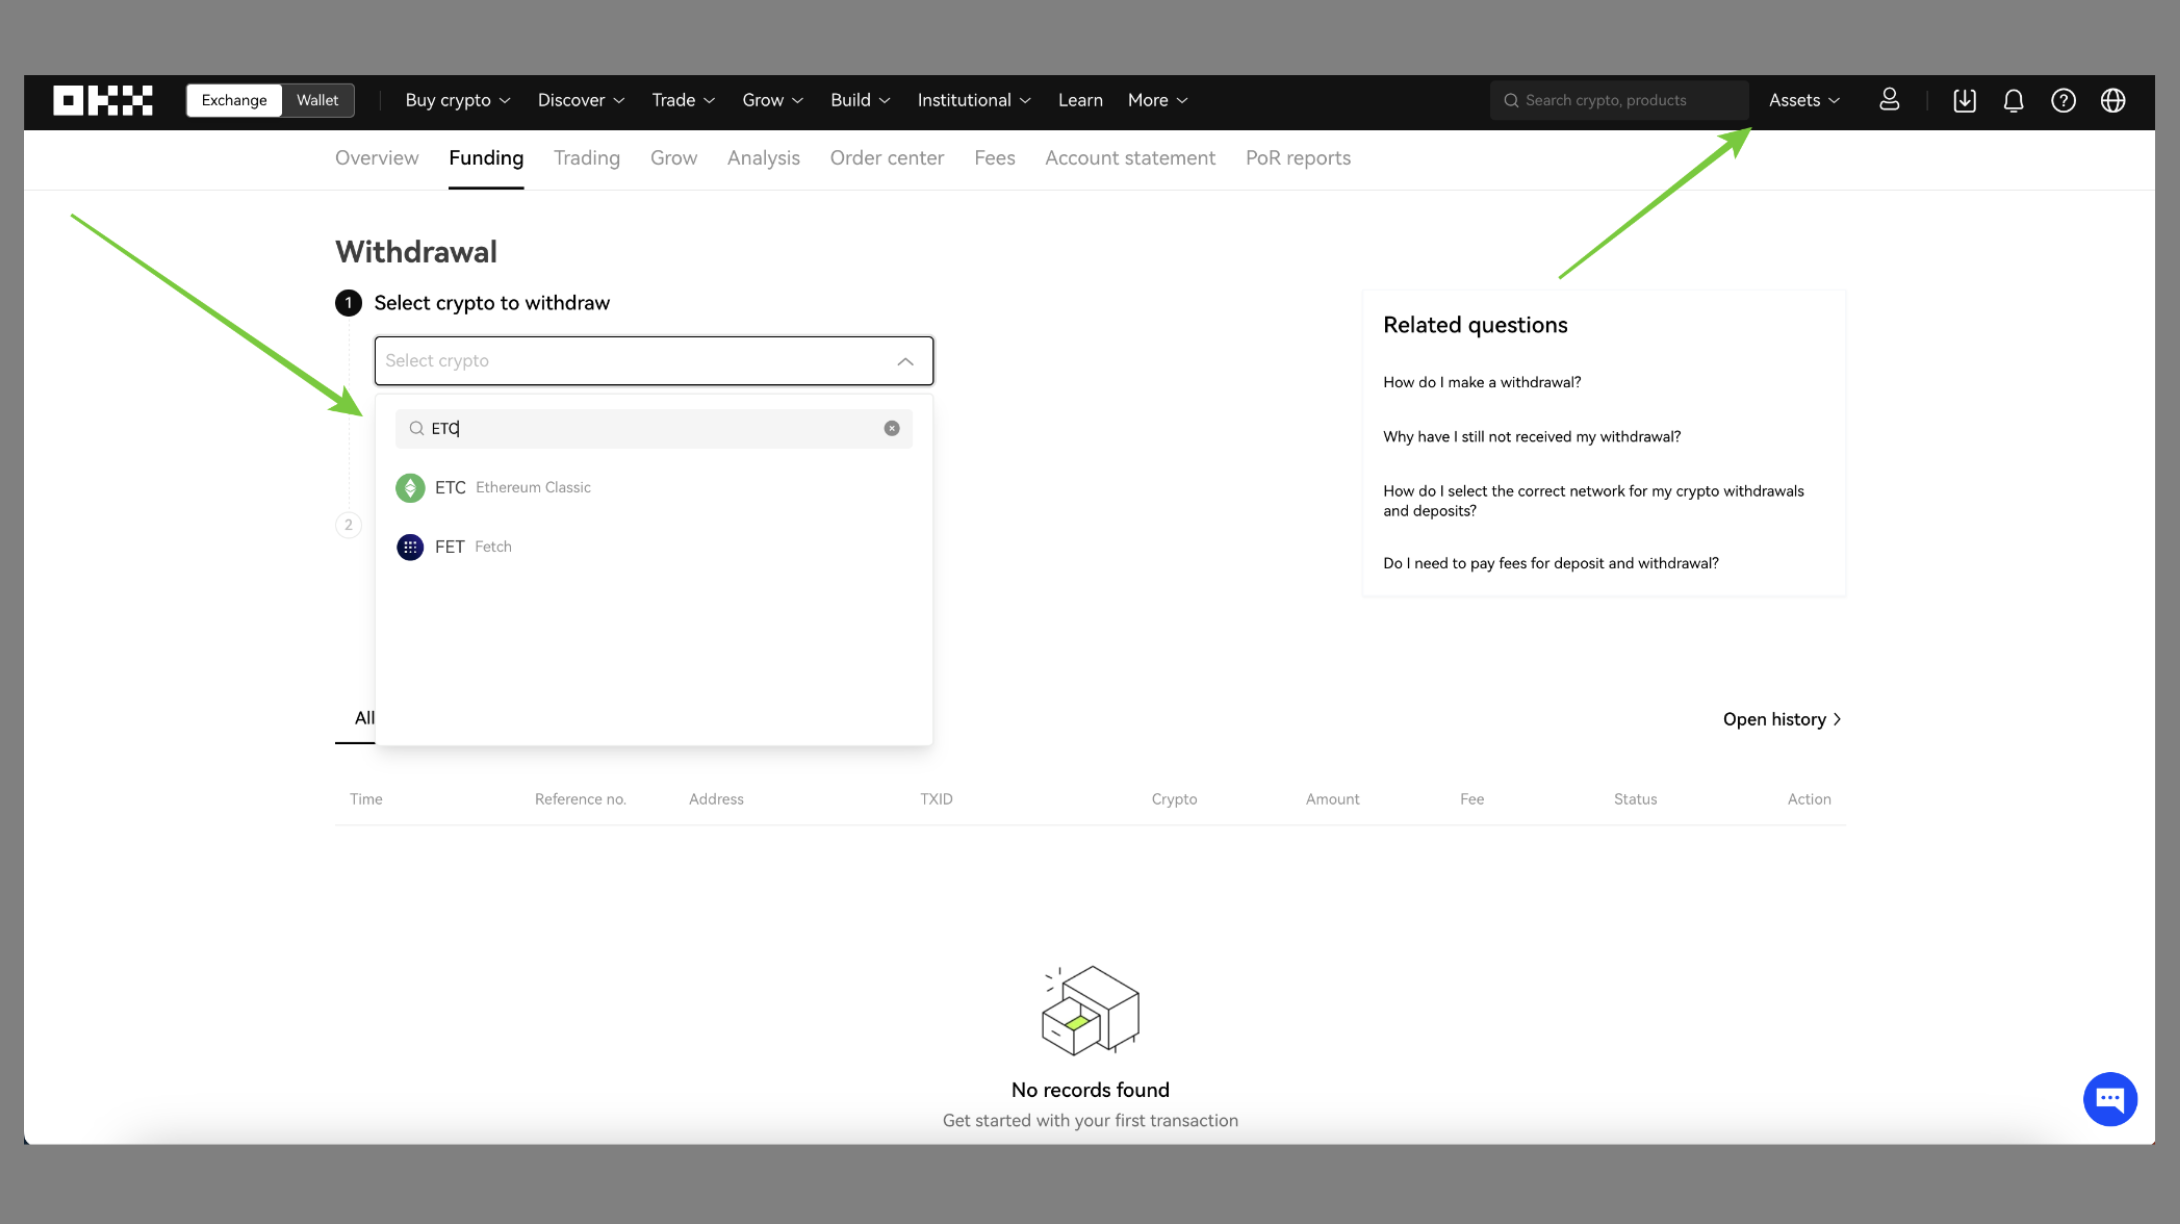 OKX Exchange Wallet Buy crypto Discover Trade Grow Build Institutional Learn More Search crypto, products Assets
Overview Funding Trading Grow Analysis Order center Fees Account statement PoR reports
Withdrawal
1 Select crypto to withdraw
Select crypto
ETC
ETC Ethereum Classic
FET Fetch
2
Related questions
How do I make a withdrawal?
Why have I still not received my withdrawal?
How do I select the correct network for my crypto withdrawals
and deposits?
Do I need to pay fees for deposit and withdrawal?
All
Open history
Time Reference no. Address TXID Crypto Amount Fee Status Action
No records found
Get started with your first transaction